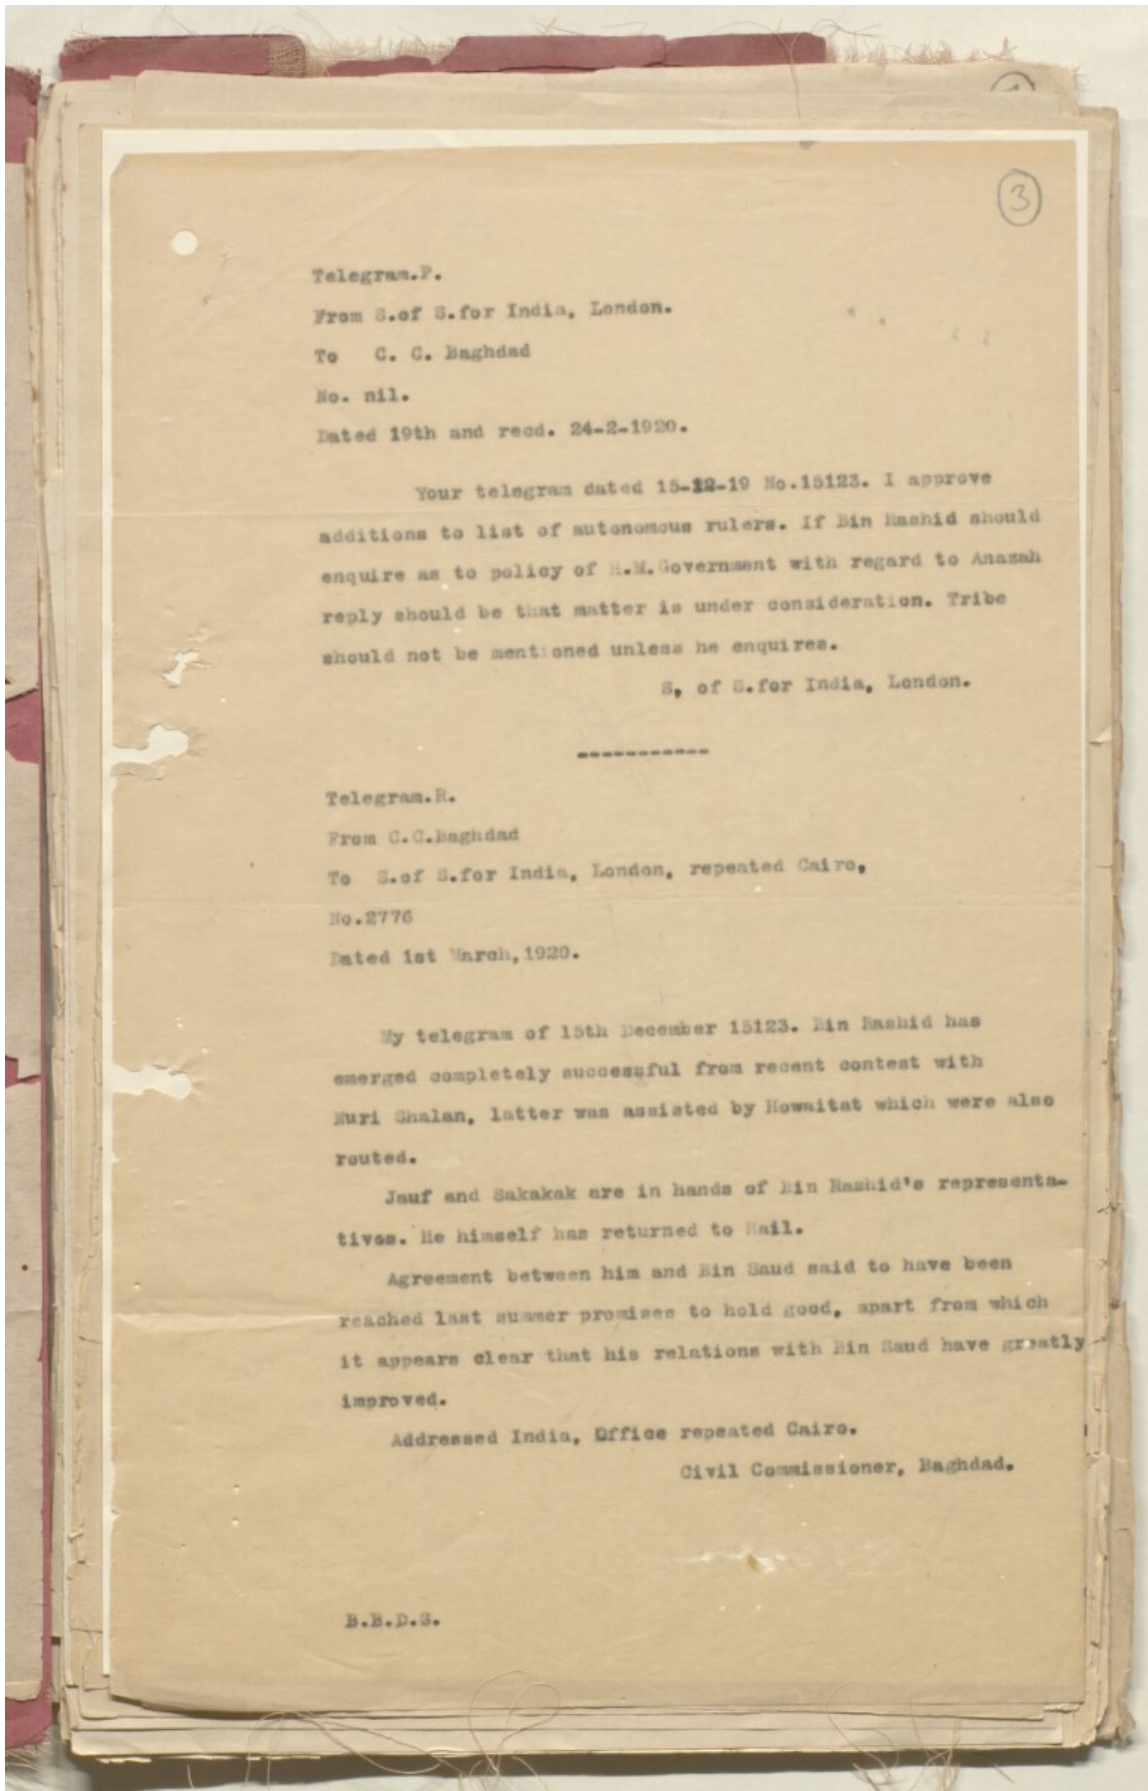 3
Telegram.P.
From S.of S.for India, London.
To C. C. Baghdad
No. nil.
Dated 19th and recd. 24-2-1920.
Your telegram dated 15-12-19 No.15123. I approve
additions to list of autonomous rulers. If Bin Rashid should
enquire as to policy of H.M.Government with regard to Anazah
reply should be that matter is under consideration. Tribe
should not be mentioned unless he enquires.
S, of S.for India, London.
-----------
Telegram.R.
From C.C.Baghdad
To S.of S.for India, London, repeated Cairo,
No.2776
Dated 1st March,1920.
My telegram of 15th December 15123. Bin Rashid has
emerged completely successful from recent contest with
Nuri Shalan, latter was assisted by Howaitat which were also
routed.
Jauf and Sakakak are in hands of Bin Rashid's representa-
tives. He himself has returned to Hail.
Agreement between him and Bin Saud said to have been
reached last summer promises to hold good, apart from which
it appears clear that his relations with Bin Saud have greatly
improved.
Addressed India, Office repeated Cairo.
Civil Commissioner, Baghdad.
B.B.D.S.